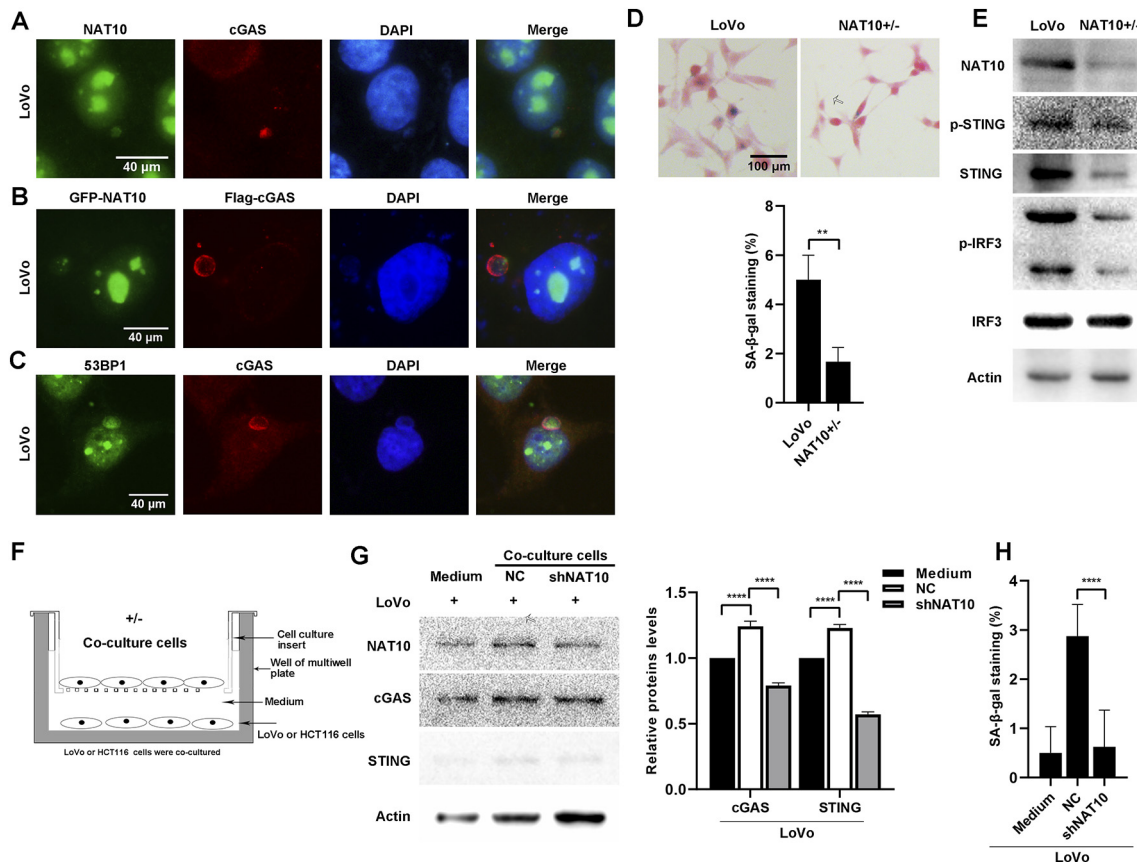 A
NAT10 cGAS DAPI Merge
LoVo
40 μm
B
GFP-NAT10 Flag-cGAS DAPI Merge
LoVo
40 μm
C
53BP1 cGAS DAPI Merge
LoVo
40 μm
D
LoVo NAT10+/-
100 μm
SA-β-gal staining (%)
8
6
4
2
0
**
LoVo
NAT10+/-
E
LoVo NAT10+/-
NAT10
p-STING
STING
p-IRF3
IRF3
Actin
F
+/-
Co-culture cells
Cell culture
insert
Well of multiwell
plate
Medium
LoVo or HCT116 cells
LoVo or HCT116 cells were co-cultured
G
Co-culture cells
Medium NC shNAT10
LoVo + + +
NAT10
cGAS
STING
Actin
Relative proteins levels
1.5
1.0
0.5
0.0
**** **** **** ****
Medium
NC
shNAT10
cGAS STING
LoVo
H
SA-β-gal staining (%)
4
3
2
1
0
****
Medium
NC
shNAT10
LoVo